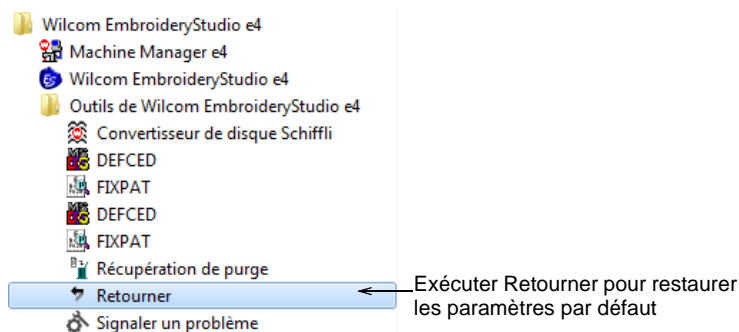 Wilcom EmbroideryStudio e4
Machine Manager e4
Wilcom EmbroideryStudio e4
Outils de Wilcom EmbroideryStudio e4
Convertisseur de disque Schiffli
DEFCED
FIXPAT
DEFCED
FIXPAT
Récupération de purge
Retourner
Exécuter Retourner pour restaurer
les paramètres par défaut
Signaler un problème